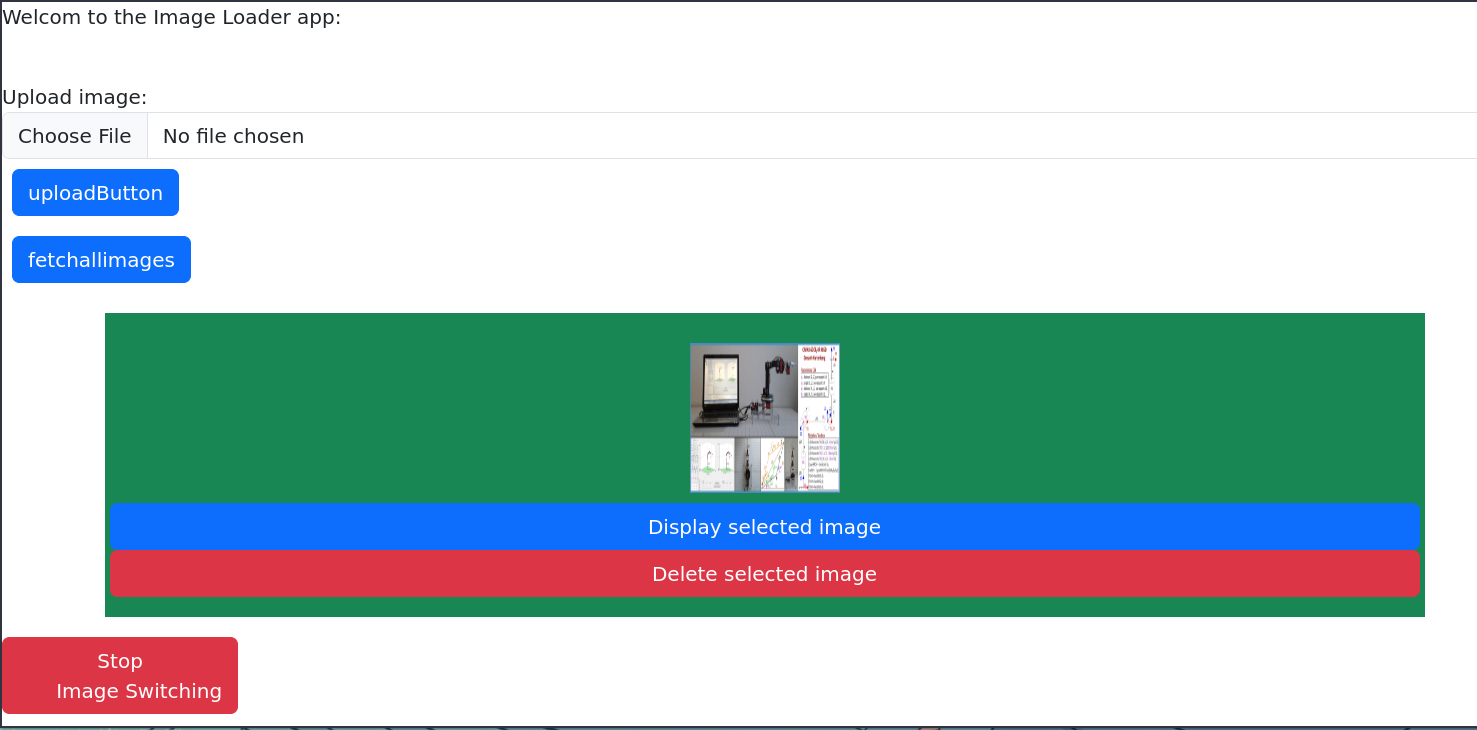 Welcom to the Image Loader app:
Upload image:
Choose File No file chosen
uploadButton
fetchallimages
Display selected image
Delete selected image
Stop
Image Switching